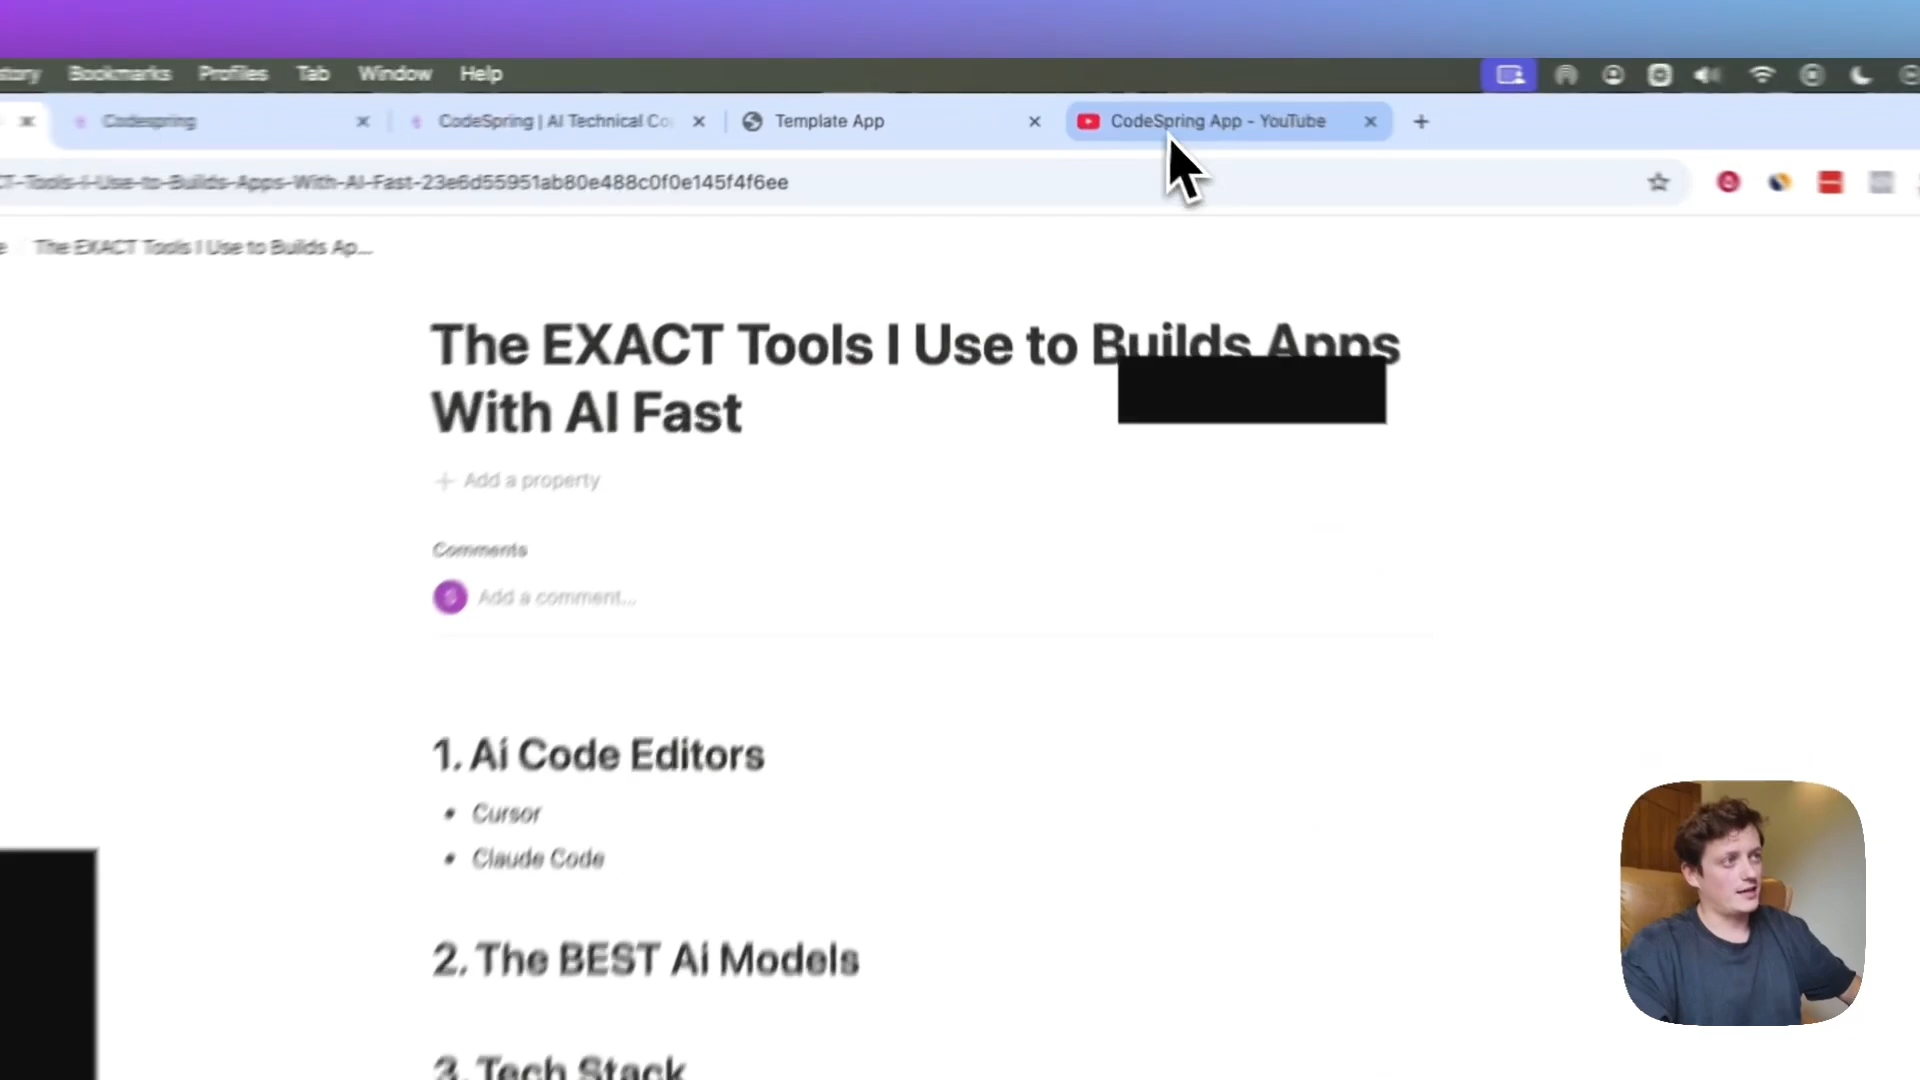 Bookmarks Profiles Tab Window Help
Codespring
CodeSpring | AI Technical Co
Template App
CodeSpring App - YouTube
CT-Tools-I-Use-to-Builds-Apps-With-AI-Fast-23e6d55951ab80e488c0f0e145f4f6ee
The EXACT Tools I Use to Builds Ap...
The EXACT Tools I Use to Builds Apps
With AI Fast
Add a property
Comments
Add a comment...
1. Ai Code Editors
• Cursor
• Claude Code
2. The BEST Ai Models
3. Tech Stack